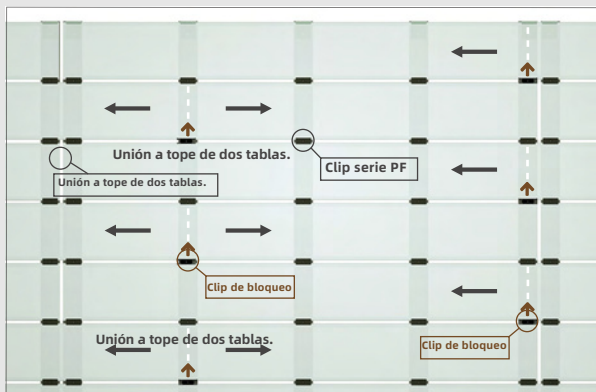 Unión a tope de dos tablas.
Clip serie PF
Unión a tope de dos tablas.
Clip de bloqueo
Unión a tope de dos tablas.
Clip de bloqueo